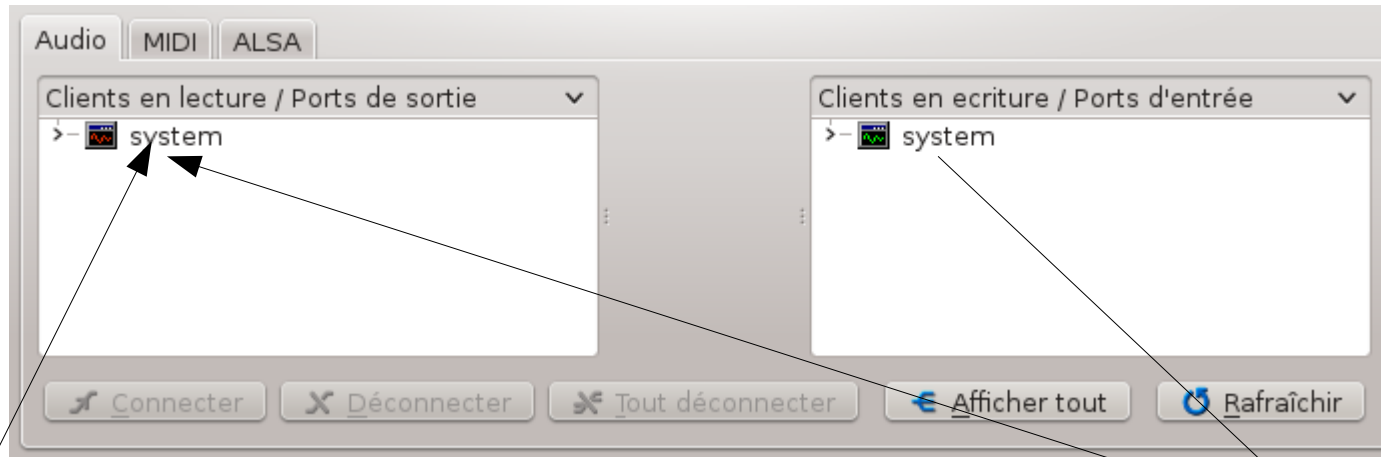 Audio MIDI ALSA
Clients en lecture / Ports de sortie Clients en ecriture / Ports d'entrée
system system
Connecter Déconnecter Tout déconnecter Afficher tout Rafraîchir